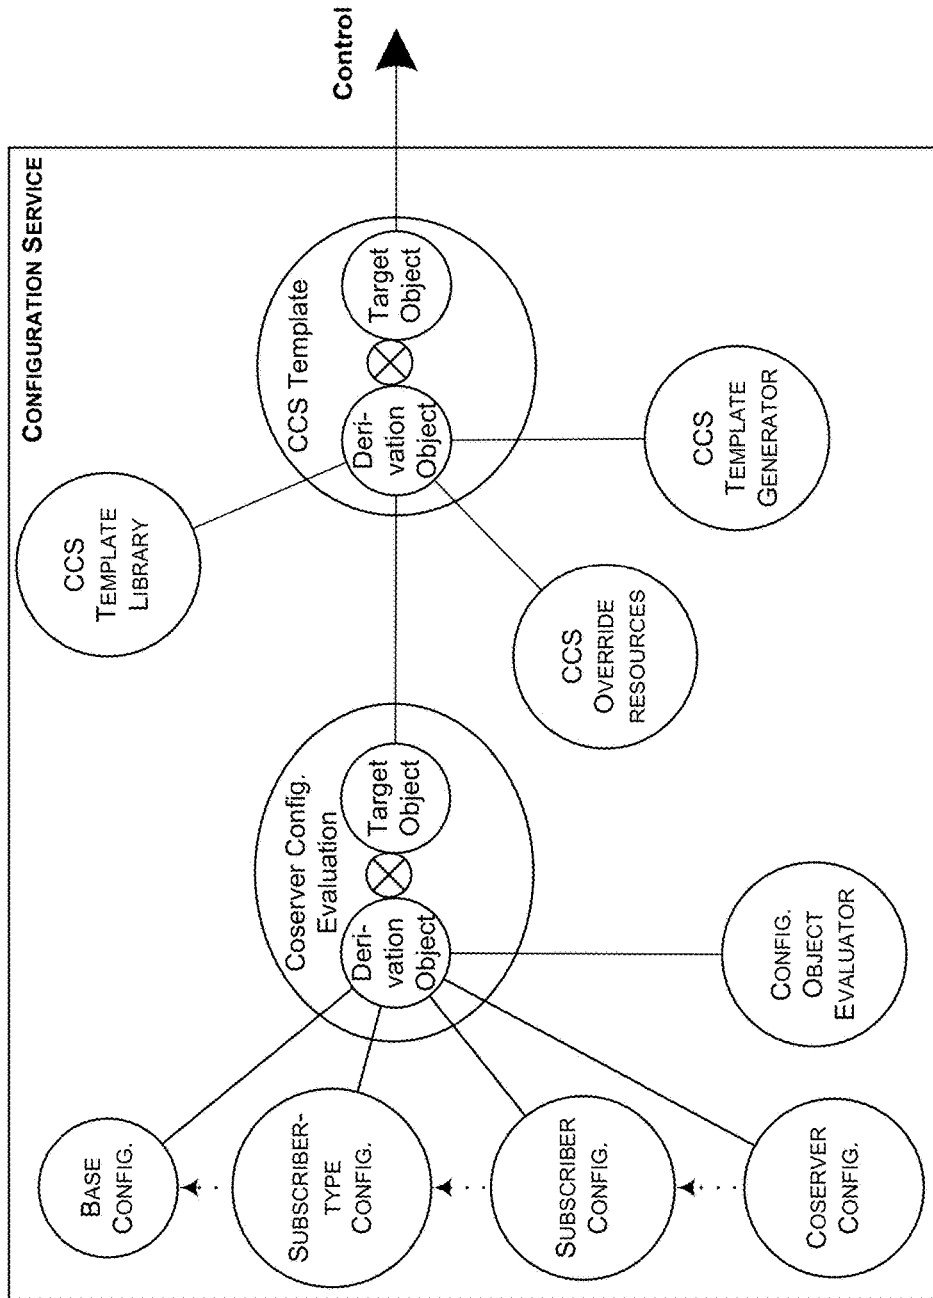 CONFIGURATION SERVICE
Control
BASE
CONFIG.
SUBSCRIBER-
TYPE
CONFIG.
SUBSCRIBER
CONFIG.
COSERVER
CONFIG.
Coserver Config.
Evaluation
Deri-
vation
Object
Target
Object
CONFIG.
OBJECT
EVALUATOR
CCS
TEMPLATE
LIBRARY
CCS
OVERRIDE
RESOURCES
CCS Template
Deri-
vation
Object
Target
Object
CCS
TEMPLATE
GENERATOR